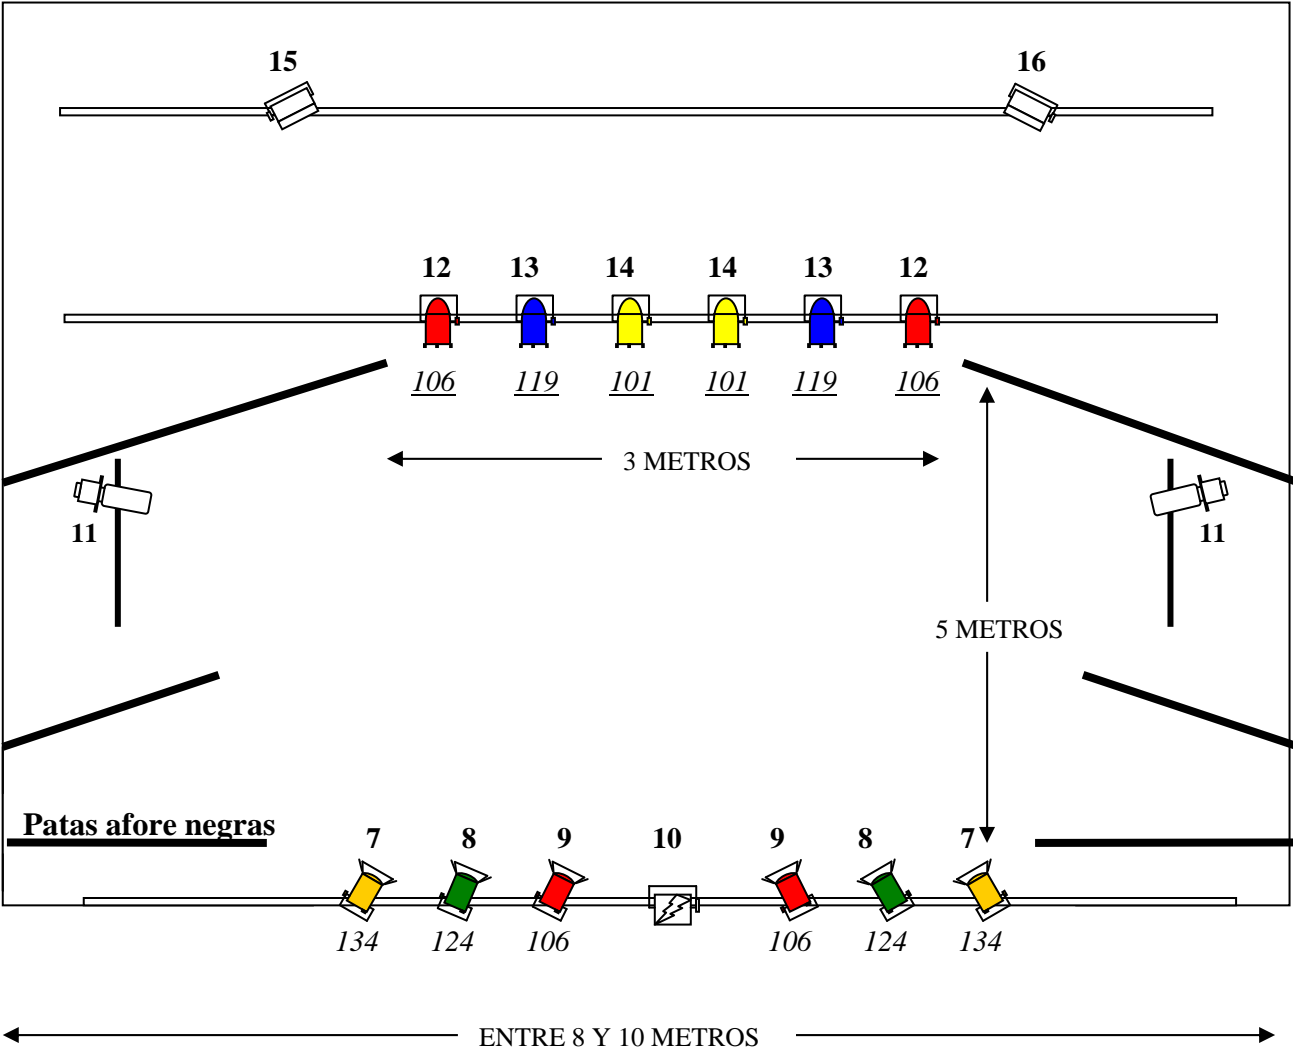 15 16
12 13 14 14 13 12
106 119 101 101 119 106
3 METROS
11 11
5 METROS
Patas afore negras
7 8 9 10 9 8 7
134 124 106 106 124 134
ENTRE 8 Y 10 METROS